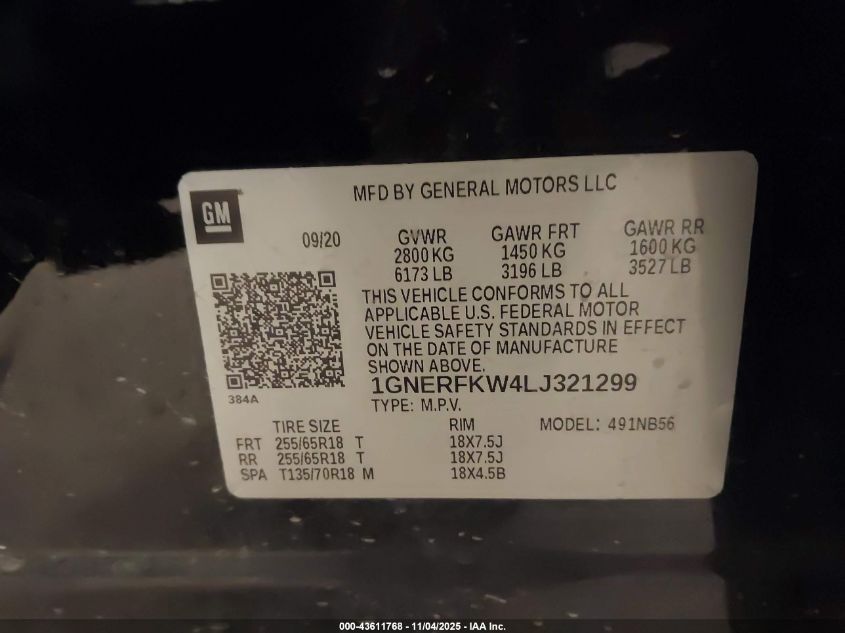 MFD BY GENERAL MOTORS LLC
GM
09/20
GVWR GAWR FRT GAWR RR
2800 KG 1450 KG 1600 KG
6173 LB 3196 LB 3527 LB
THIS VEHICLE CONFORMS TO ALL
APPLICABLE U.S. FEDERAL MOTOR
VEHICLE SAFETY STANDARDS IN EFFECT
ON THE DATE OF MANUFACTURE
SHOWN ABOVE.
1GNERFKW4LJ321299
384A
TYPE: M.P.V.
TIRE SIZE RIM MODEL: 491NB56
FRT 255/65R18 T 18X7.5J
RR 255/65R18 T 18X7.5J
SPA T135/70R18 M 18X4.5B
000-43611768 - 11/04/2025 - IAA Inc.